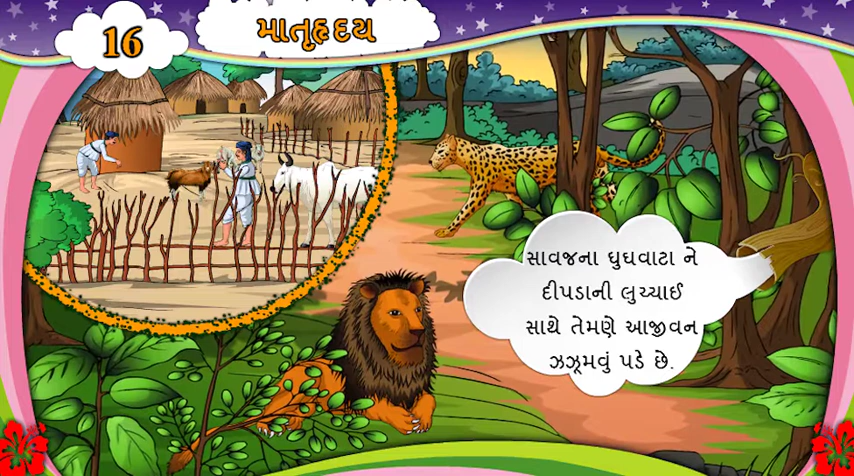 16
માતૃહૃદય
સાવજના ઘુઘવાટા ને
દીપડાની લુચ્ચાઈ
સાથે તેમણે આજીવન
ઝઝૂમવું પડે છે.